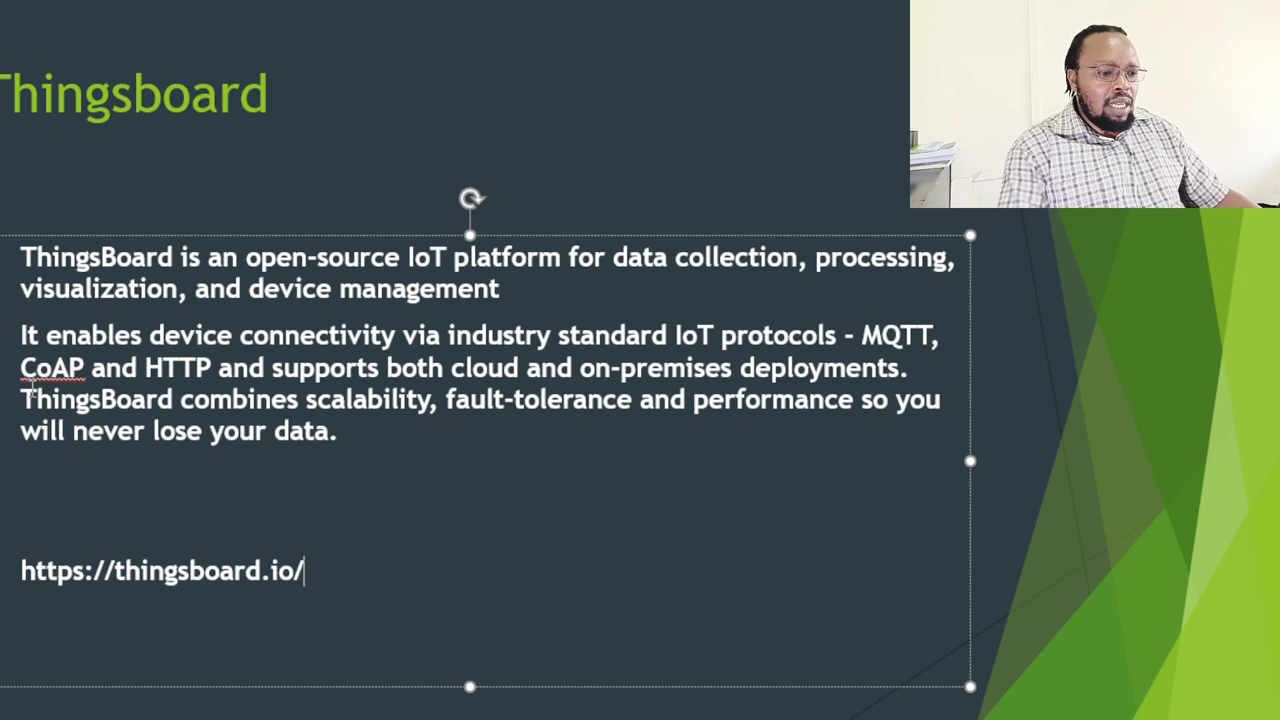 Thingsboard
ThingsBoard is an open-source IoT platform for data collection, processing,
visualization, and device management
It enables device connectivity via industry standard IoT protocols - MQTT,
CoAP and HTTP and supports both cloud and on-premises deployments.
ThingsBoard combines scalability, fault-tolerance and performance so you
will never lose your data.
https://thingsboard.io/